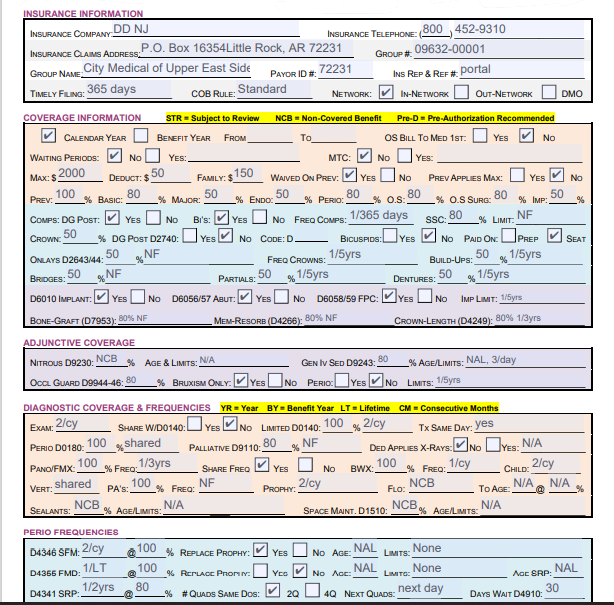 INSURANCE INFORMATION
INSURANCE COMPANY: DD NJ INSURANCE TELEPHONE: (800) 452-9310
INSURANCE CLAIMS ADDRESS P.O. Box 16354Little Rock, AR 72231 GROUP #: 09632-00001
GROUP NAME: City Medical of Upper East Side PAYOR ID #: 72231 INS REP & REF #: portal
TIMELY FILING: 365 days COB RULE: Standard NETWORK: ✔ IN-NETWORK ☐ OUT-NETWORK ☐ DMO
COVERAGE INFORMATION STR = Subject to Review NCB = Non-Covered Benefit Pre-D = Pre-Authorization Recommended
✔ CALENDAR YEAR ☐ BENEFIT YEAR FROM TO OS BILL TO MED 1ST: ☐ YES ✔ NO
WAITING PERIODS: ✔ NO ☐ YES: MTC: ✔ NO ☐ YES:
MAX: $ 2000 DEDUCT: $ 50 FAMILY: $ 150 WAIVED ON PREV: ✔ YES ☐ NO PREV APPLIES MAX: ☐ YES ✔ NO
PREV: 100 % BASIC: 80 % MAJOR: 50 % ENDO: 50 % PERIO: 80 % O.S: 80 % O.S SURG: 80 % IMP: 50 %
COMPS: DG POST: ✔ YES ☐ NO BI'S: ✔ YES ☐ NO FREQ COMPS: 1/365 days SSC: 80 % LIMIT: NF
CROWN: 50 % DG POST D2740: ☐ YES ✔ NO CODE: D BICUSPIDS: ☐ YES ✔ NO PAID ON: ☐ PREP ✔ SEAT
ONLAYS D2643/44: 50 % NF FREQ CROWNS: 1/5yrs BUILD-UPS: 50 % 1/5yrs
BRIDGES: 50 % NF PARTIALS: 50 % 1/5yrs DENTURES: 50 % 1/5yrs
D6010 IMPLANT: ✔ YES ☐ NO D6056/57 ABUT: ✔ YES ☐ NO D6058/59 FPC: ✔ YES ☐ NO IMP LIMIT: 1/5yrs
BONE-GRAFT (D7953): 80% NF MEM-RESORB (D4266): 80% NF CROWN-LENGTH (D4249): 80% 1/3yrs
ADJUNCTIVE COVERAGE
NITROUS D9230: NCB % AGE & LIMITS: N/A GEN IV SED D9243: 80 % AGE/LIMITS: NAL, 3/day
OCCL GUARD D9944-46: 80 % BRUXISM ONLY: ✔ YES ☐ NO PERIO: ☐ YES ✔ NO LIMITS: 1/5yrs
DIAGNOSTIC COVERAGE & FREQUENCIES YR = Year BY = Benefit Year LT = Lifetime CM = Consecutive Months
EXAM: 2/cy SHARE W/D0140: ☐ YES ✔ NO LIMITED D0140: 100 % 2/cy TX SAME DAY: yes
PERIO D0180: 100 % shared PALLIATIVE D9110: 80 % NF DED APPLIES X-RAYS: ✔ NO ☐ YES: N/A
PANO/FMX: 100 % FREQ: 1/3yrs SHARE FREQ ✔ YES ☐ NO BWX: 100 % FREQ: 1/cy CHILD: 2/cy
VERT: shared PA'S: 100 % FREQ: NF PROPHY: 2/cy FLO: NCB TO AGE: N/A @ N/A %
SEALANTS: NCB % AGE/LIMITS: N/A SPACE MAINT. D1510: NCB % AGE/LIMITS: N/A
PERIO FREQUENCIES
D4346 SFM: 2/cy @ 100 % REPLACE PROPHY: ✔ YES ☐ NO AGE: NAL LIMITS: None
D4355 FMD: 1/LT @ 100 % REPLACE PROPHY: ☐ YES ✔ NO AGE: NAL LIMITS: None AGE SRP: NAL
D4341 SRP: 1/2yrs @ 80 % # QUADS SAME DOS: ✔ 2Q ☐ 4Q NEXT QUADS: next day DAYS WAIT D4910: 30